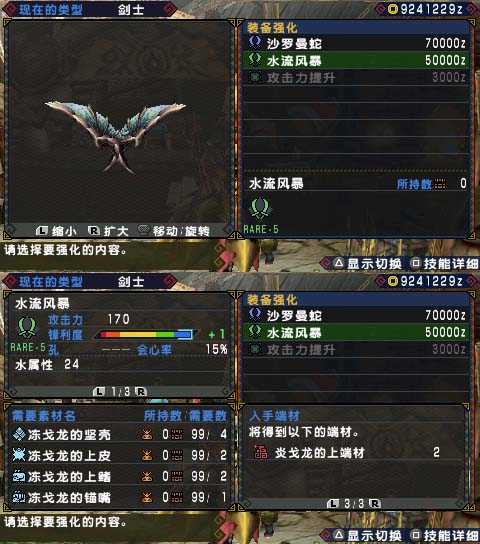 现在的类型 剑士
9241229z
装备强化
沙罗曼蛇 70000z
水流风暴 50000z
攻击力提升 3000z
水流风暴 所持数 0
RARE-5
L 缩小 R 扩大 移动/旋转
请选择要强化的内容。
△显示切换 □技能详细
现在的类型 剑士
9241229z
水流风暴
攻击力 170
锋利度 +1
RARE-5 孔 --- 会心率 15%
水属性 24
L 1/3 R
装备强化
沙罗曼蛇 70000z
水流风暴 50000z
攻击力提升 3000z
需要素材名 所持数/需要数
冻戈龙的坚壳 0 99/ 4
冻戈龙的上皮 0 99/ 2
冻戈龙的上鳍 0 99/ 2
冻戈龙的锚嘴 0 99/ 1
入手端材
将得到以下的端材。
炎戈龙的上端材 2
L 3/3 R
请选择要强化的内容。
△显示切换 □技能详细